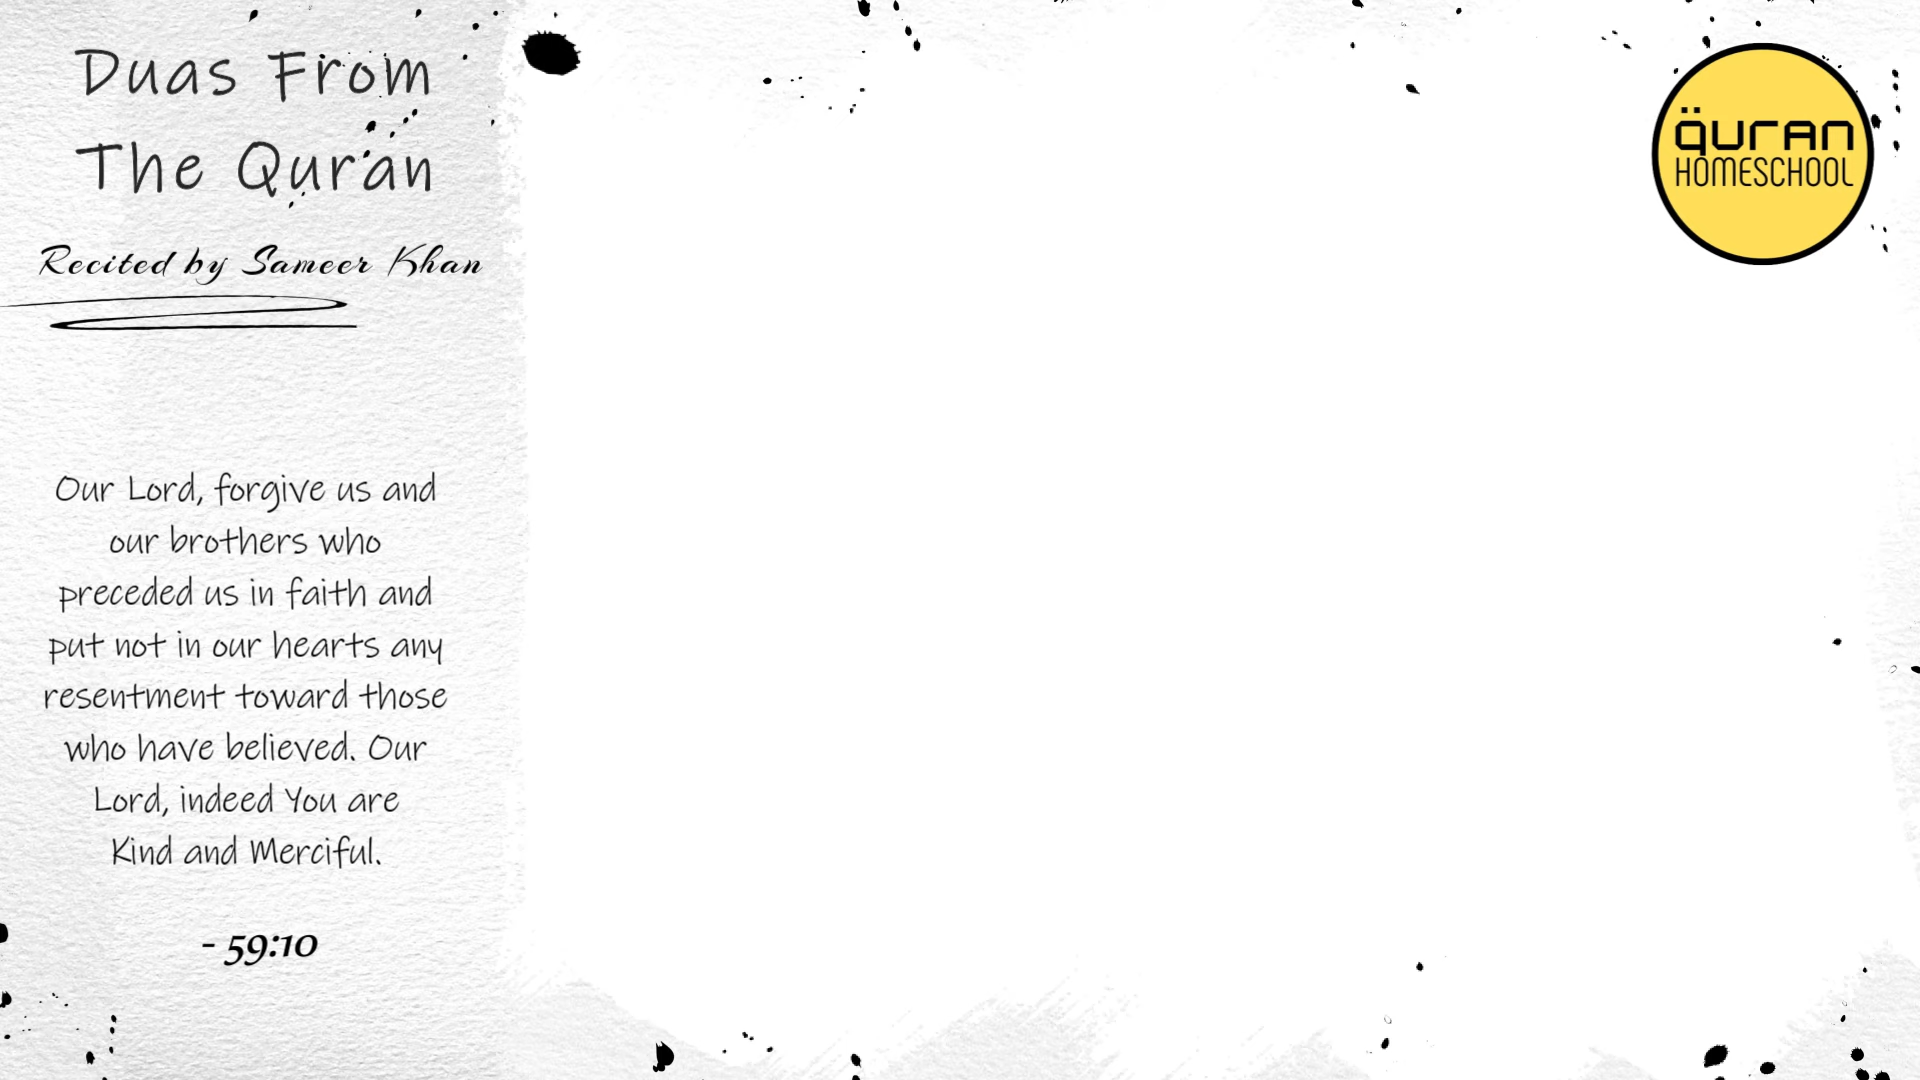 Duas From
The Quran
Recited by Sameer Khan
Our Lord, forgive us and
our brothers who
preceded us in faith and
put not in our hearts any
resentment toward those
who have believed. Our
Lord, indeed You are
Kind and Merciful.
- 59:10
QURAN
HOMESCHOOL